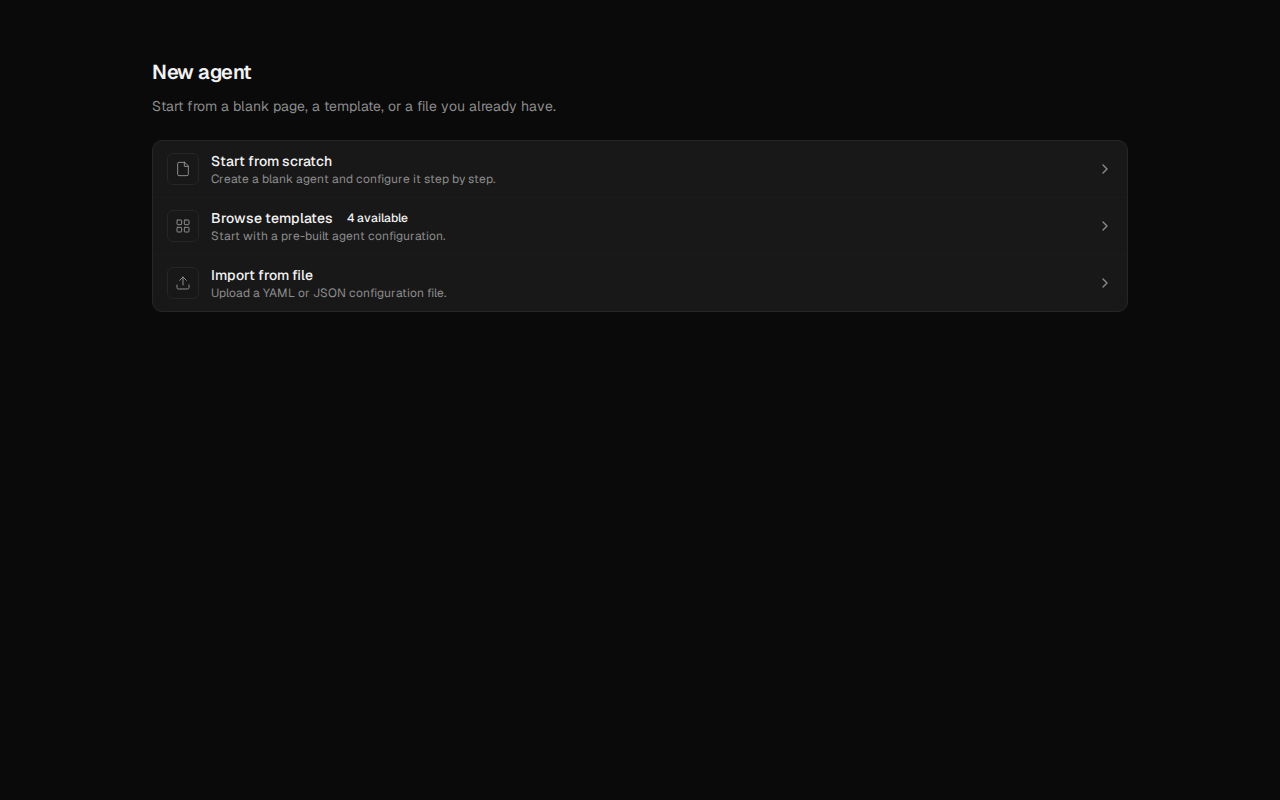 New agent
Start from a blank page, a template, or a file you already have.
Start from scratch
Create a blank agent and configure it step by step.
Browse templates 4 available
Start with a pre-built agent configuration.
Import from file
Upload a YAML or JSON configuration file.